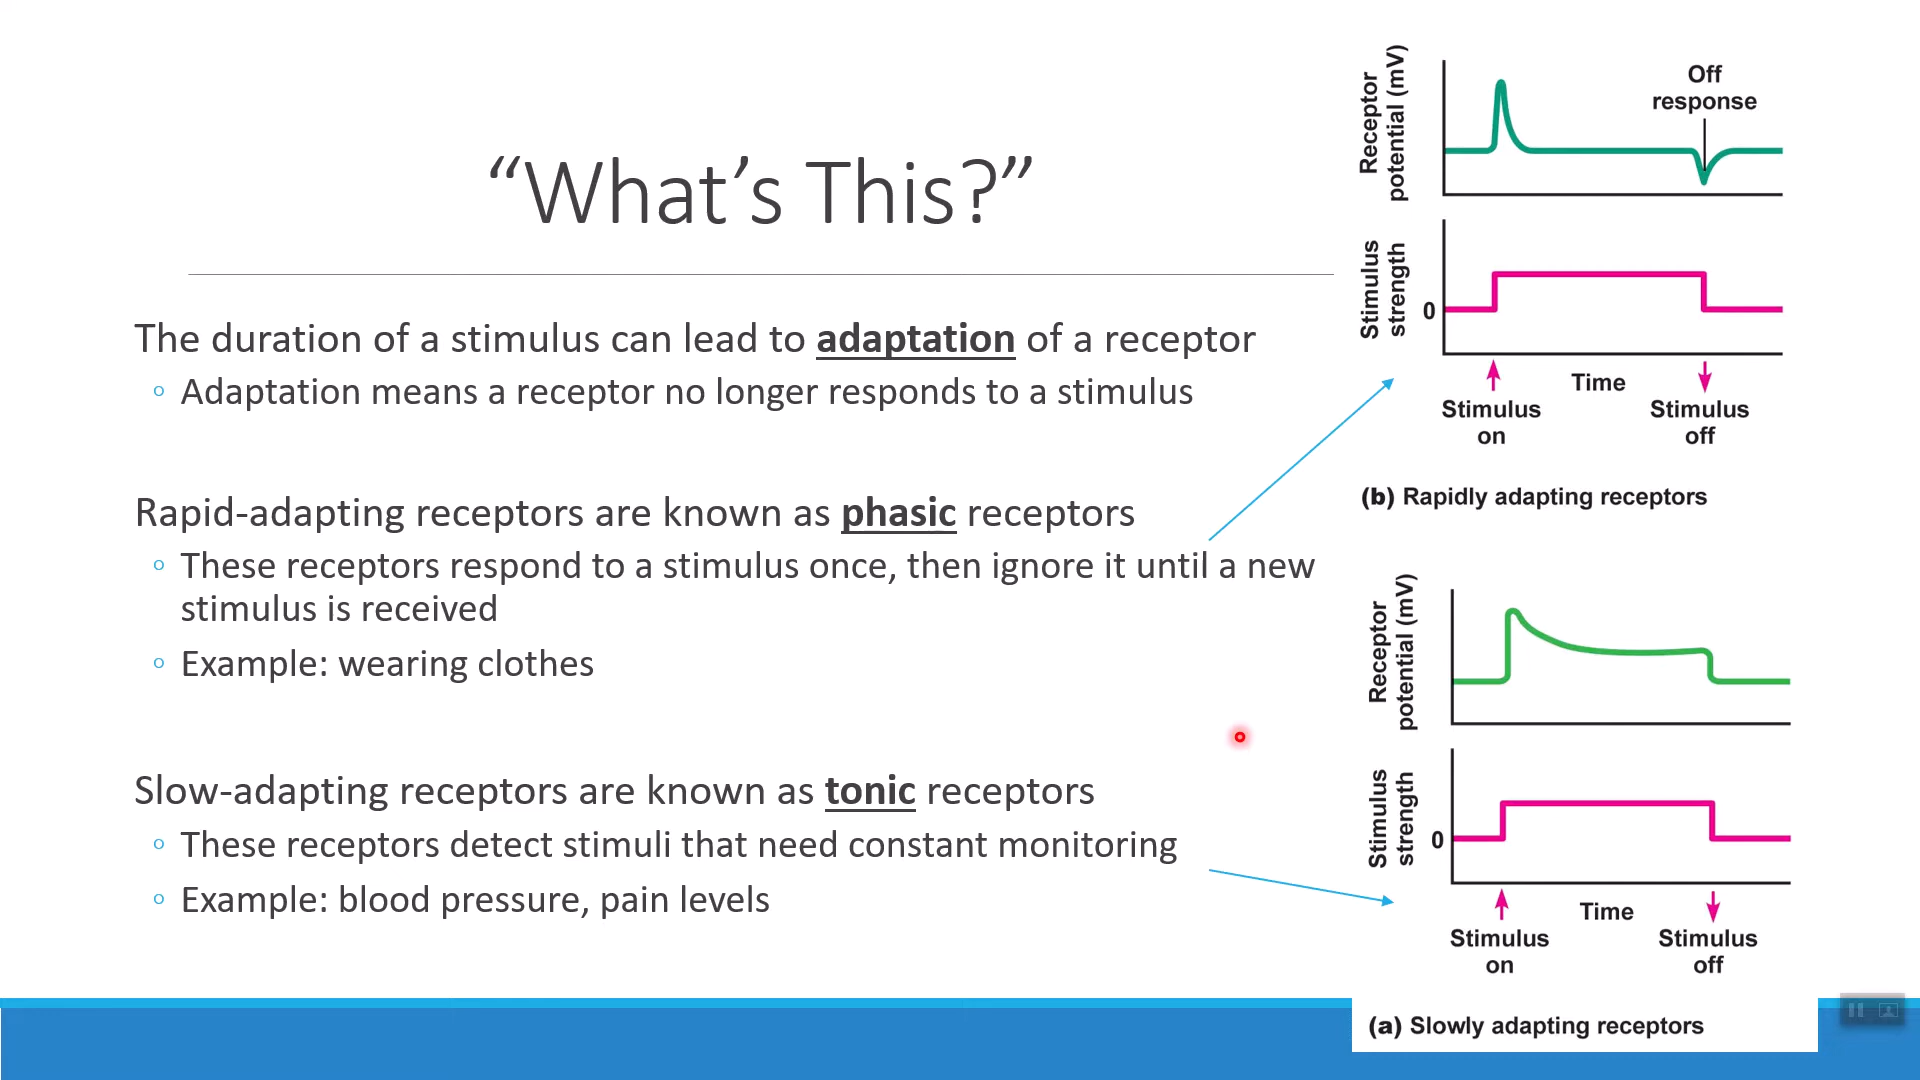 “What’s This?”
The duration of a stimulus can lead to adaptation of a receptor
◦ Adaptation means a receptor no longer responds to a stimulus
Rapid-adapting receptors are known as phasic receptors
◦ These receptors respond to a stimulus once, then ignore it until a new
stimulus is received
◦ Example: wearing clothes
Slow-adapting receptors are known as tonic receptors
◦ These receptors detect stimuli that need constant monitoring
◦ Example: blood pressure, pain levels
Receptor
potential (mV)
Off
response
Stimulus
strength
0
Time
Stimulus
on
Stimulus
off
(b) Rapidly adapting receptors
Receptor
potential (mV)
Stimulus
strength
0
Time
Stimulus
on
Stimulus
off
(a) Slowly adapting receptors